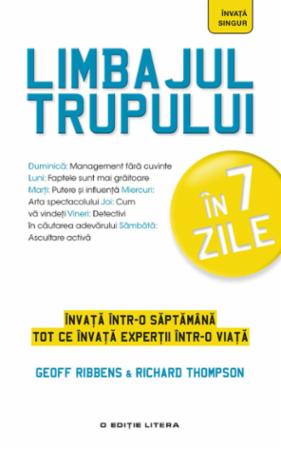 ÎNVAȚĂ
SINGUR
LIMBAJUL
TRUPULUI
Duminică: Management fără cuvinte
Luni: Faptele sunt mai grăitoare
Marți: Putere și influență Miercuri:
Arta spectacolului Joi: Cum
vă vindeți Vineri: Detectivi
în căutarea adevărului Sâmbătă:
Ascultare activă
ÎN 7
ZILE
ÎNVAȚĂ ÎNTR-O SĂPTĂMÂNĂ
TOT CE ÎNVAȚĂ EXPERȚII ÎNTR-O VIAȚĂ
GEOFF RIBBENS & RICHARD THOMPSON
O EDIȚIE LITERA